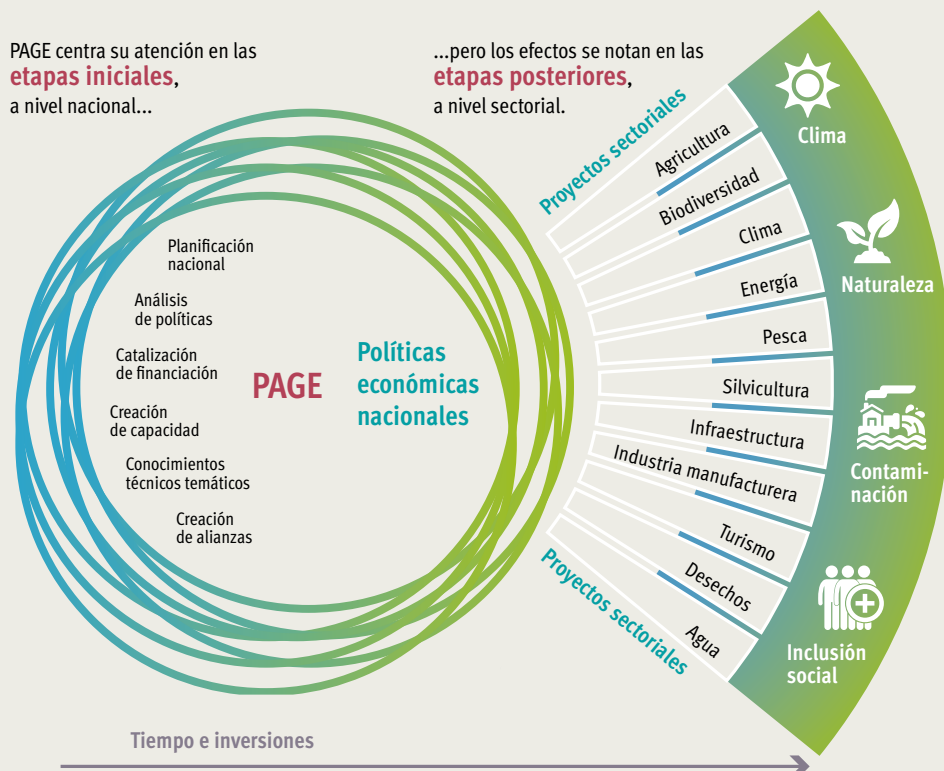 PAGE centra su atención en las
etapas iniciales,
a nivel nacional...
...pero los efectos se notan en las
etapas posteriores,
a nivel sectorial.
Planificación
nacional
Análisis
de políticas
Catalización
de financiación
Creación
de capacidad
Conocimientos
técnicos temáticos
Creación
de alianzas
PAGE
Políticas
económicas
nacionales
Proyectos sectoriales
Agricultura
Biodiversidad
Clima
Energía
Pesca
Silvicultura
Infraestructura
Industria manufacturera
Turismo
Desechos
Agua
Proyectos sectoriales
Clima
Naturaleza
Contami-
nación
Inclusión
social
Tiempo e inversiones